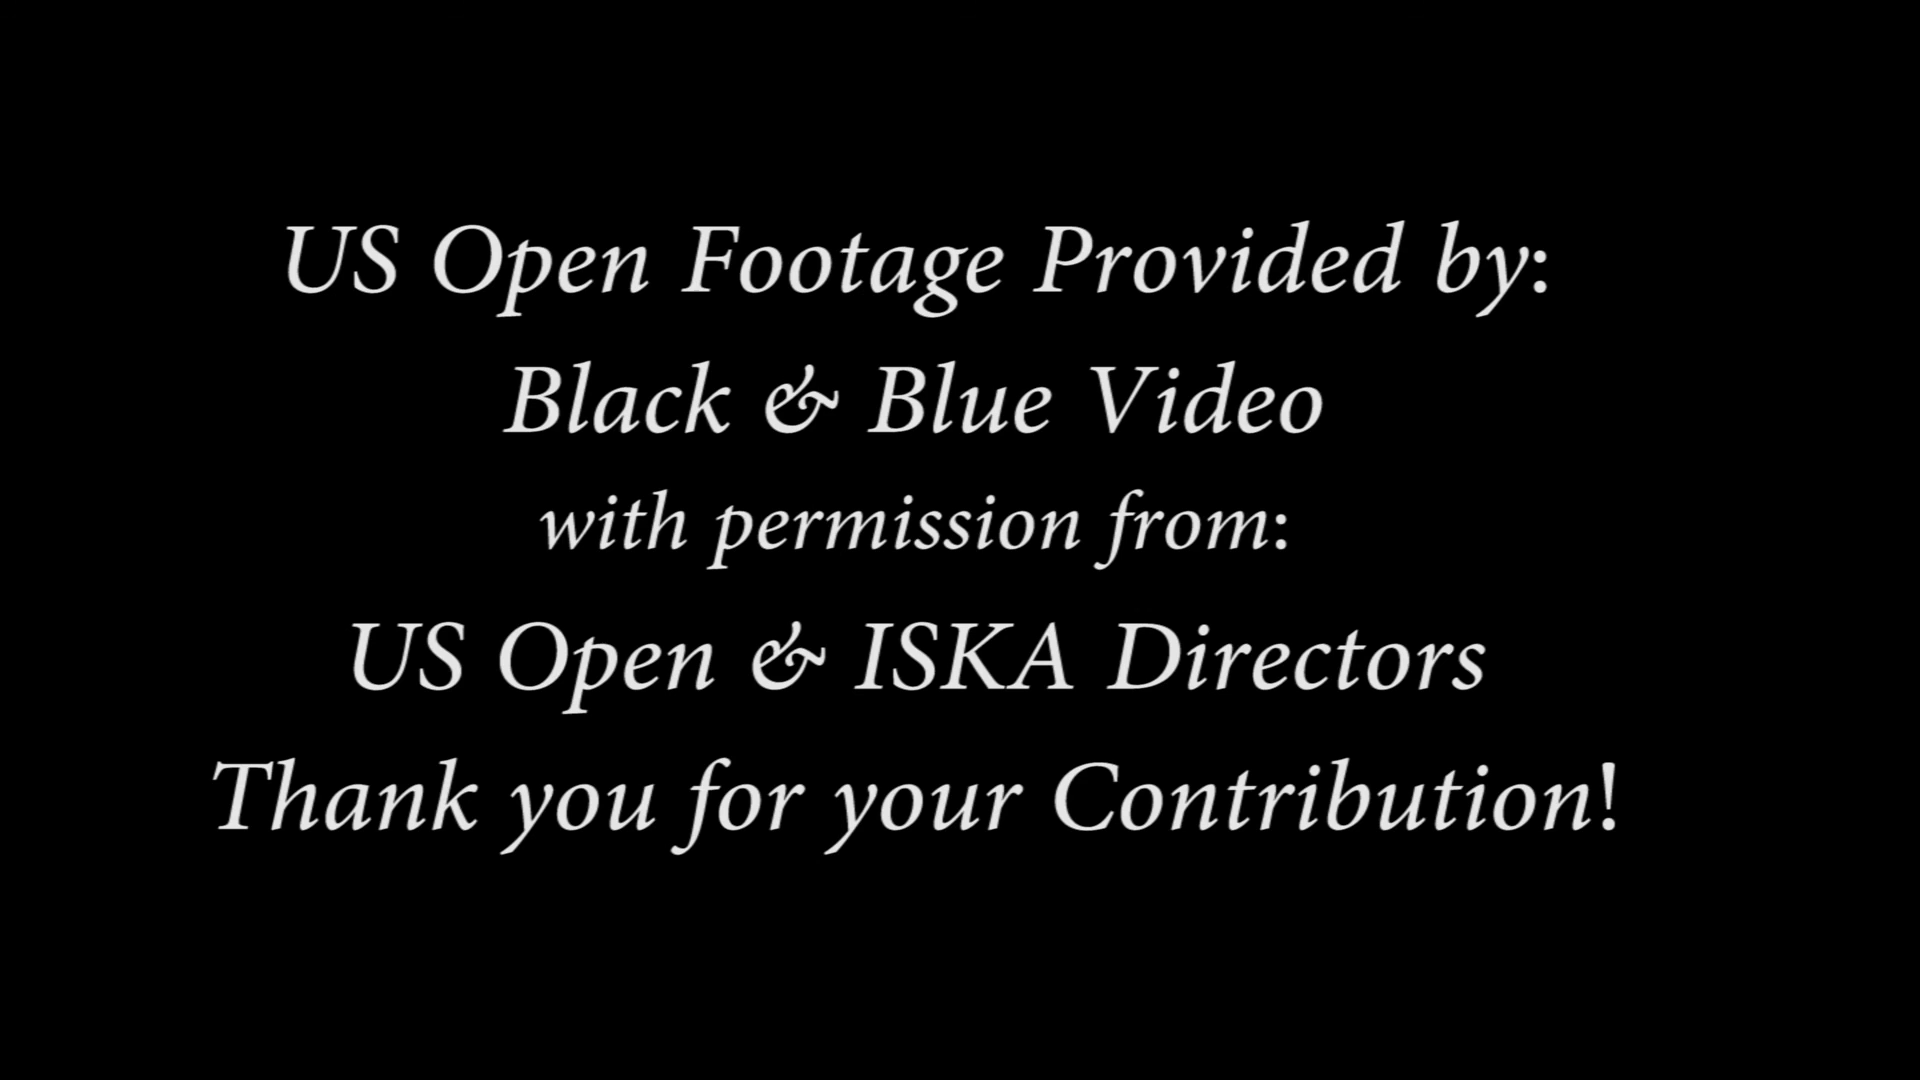 US Open Footage Provided by:
Black & Blue Video
with permission from:
US Open & ISKA Directors
Thank you for your Contribution!